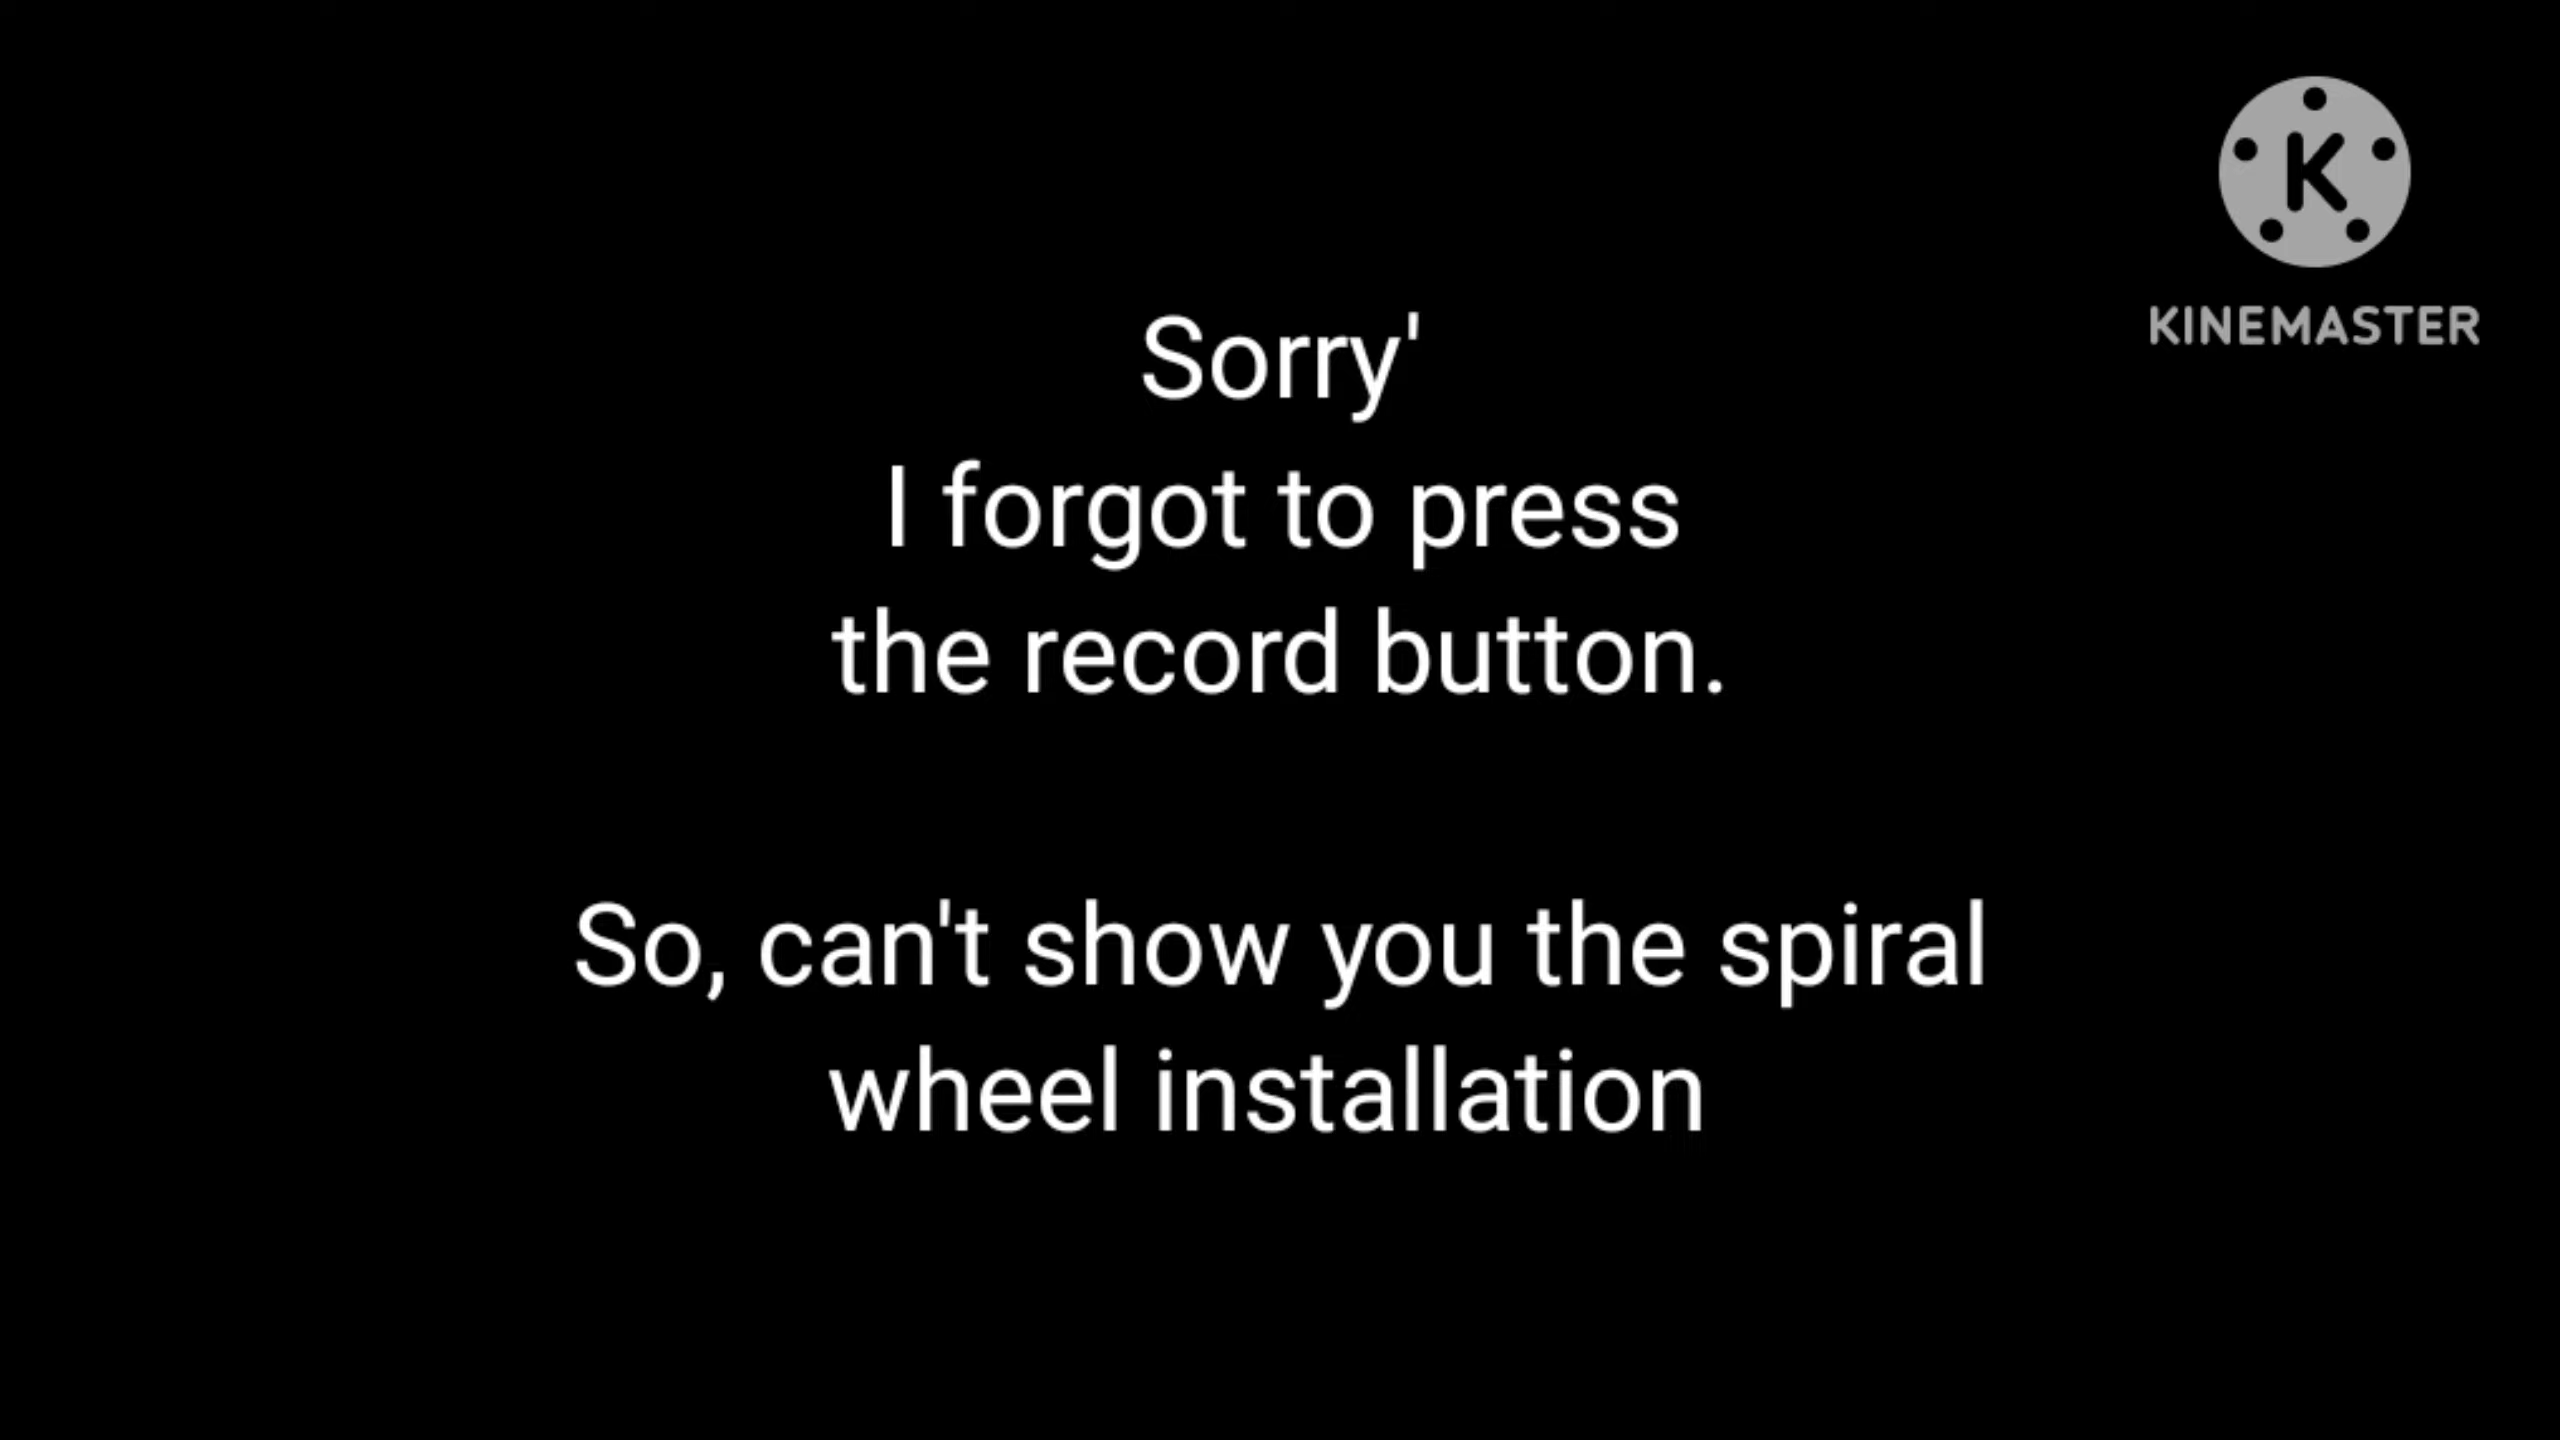 K
KINEMASTER
Sorry'
I forgot to press
the record button.
So, can't show you the spiral
wheel installation